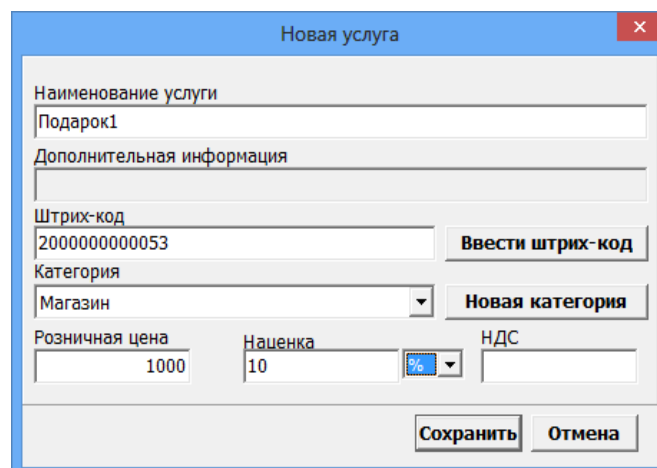 Новая услуга
Наименование услуги
Подарок1
Дополнительная информация
Штрих-код
2000000000053 Ввести штрих-код
Категория
Магазин Новая категория
Розничная цена Наценка НДС
1000 10 %
Сохранить Отмена